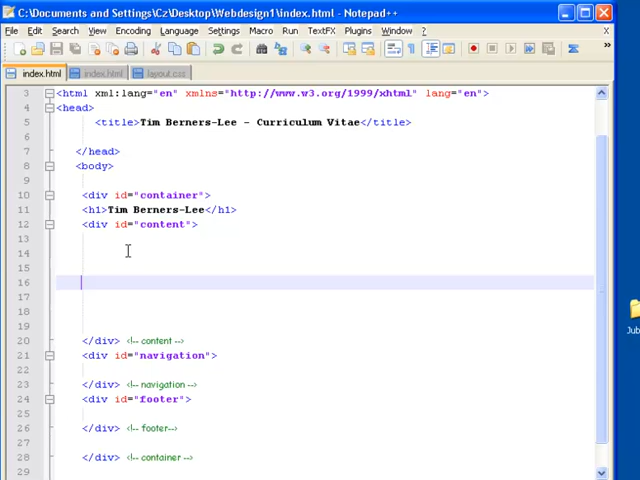 C:\Documents and Settings\Cz\Desktop\Webdesign1\index.html - Notepad++
File Edit Search View Encoding Language Settings Macro Run TextFX Plugins Window ?
index.html index.html layout.css
3 <html xml:lang="en" xmlns="http://www.w3.org/1999/xhtml" lang="en">
4 <head>
5 <title>Tim Berners-Lee - Curriculum Vitae</title>
6
7 </head>
8 <body>
9
10 <div id="container">
11 <h1>Tim Berners-Lee</h1>
12 <div id="content">
13
14
15
16
17
18
19
20 </div> <!-- content -->
21 <div id="navigation">
22
23 </div> <!-- navigation -->
24 <div id="footer">
25
26 </div> <!-- footer-->
27
28 </div> <!-- container -->
29
Jub